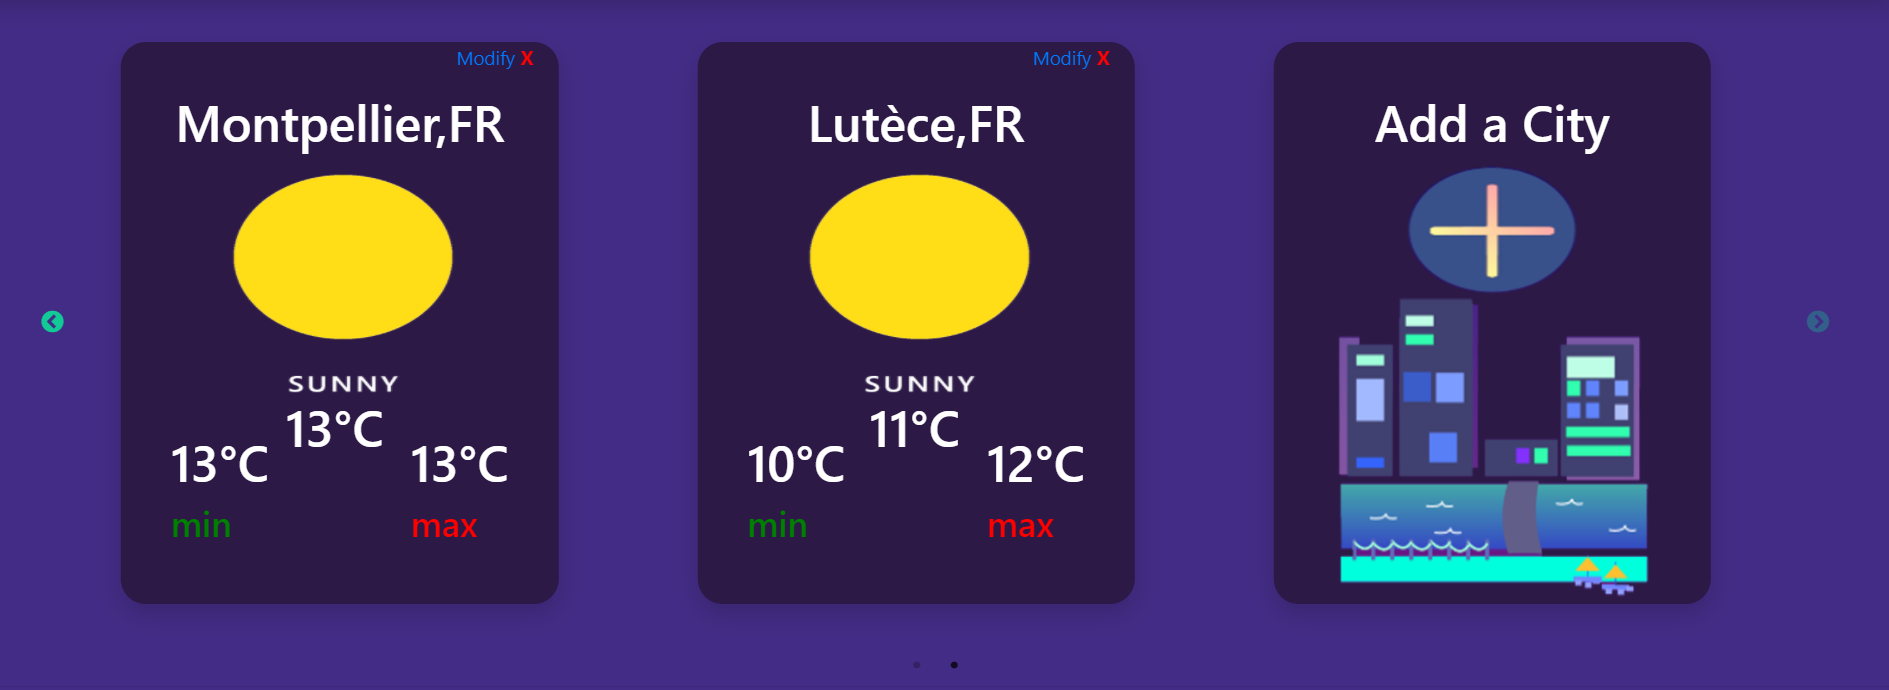 Modify X
Montpellier,FR
SUNNY
13°C
13°C
13°C
min
max
Modify X
Lutèce,FR
SUNNY
11°C
10°C
12°C
min
max
Add a City